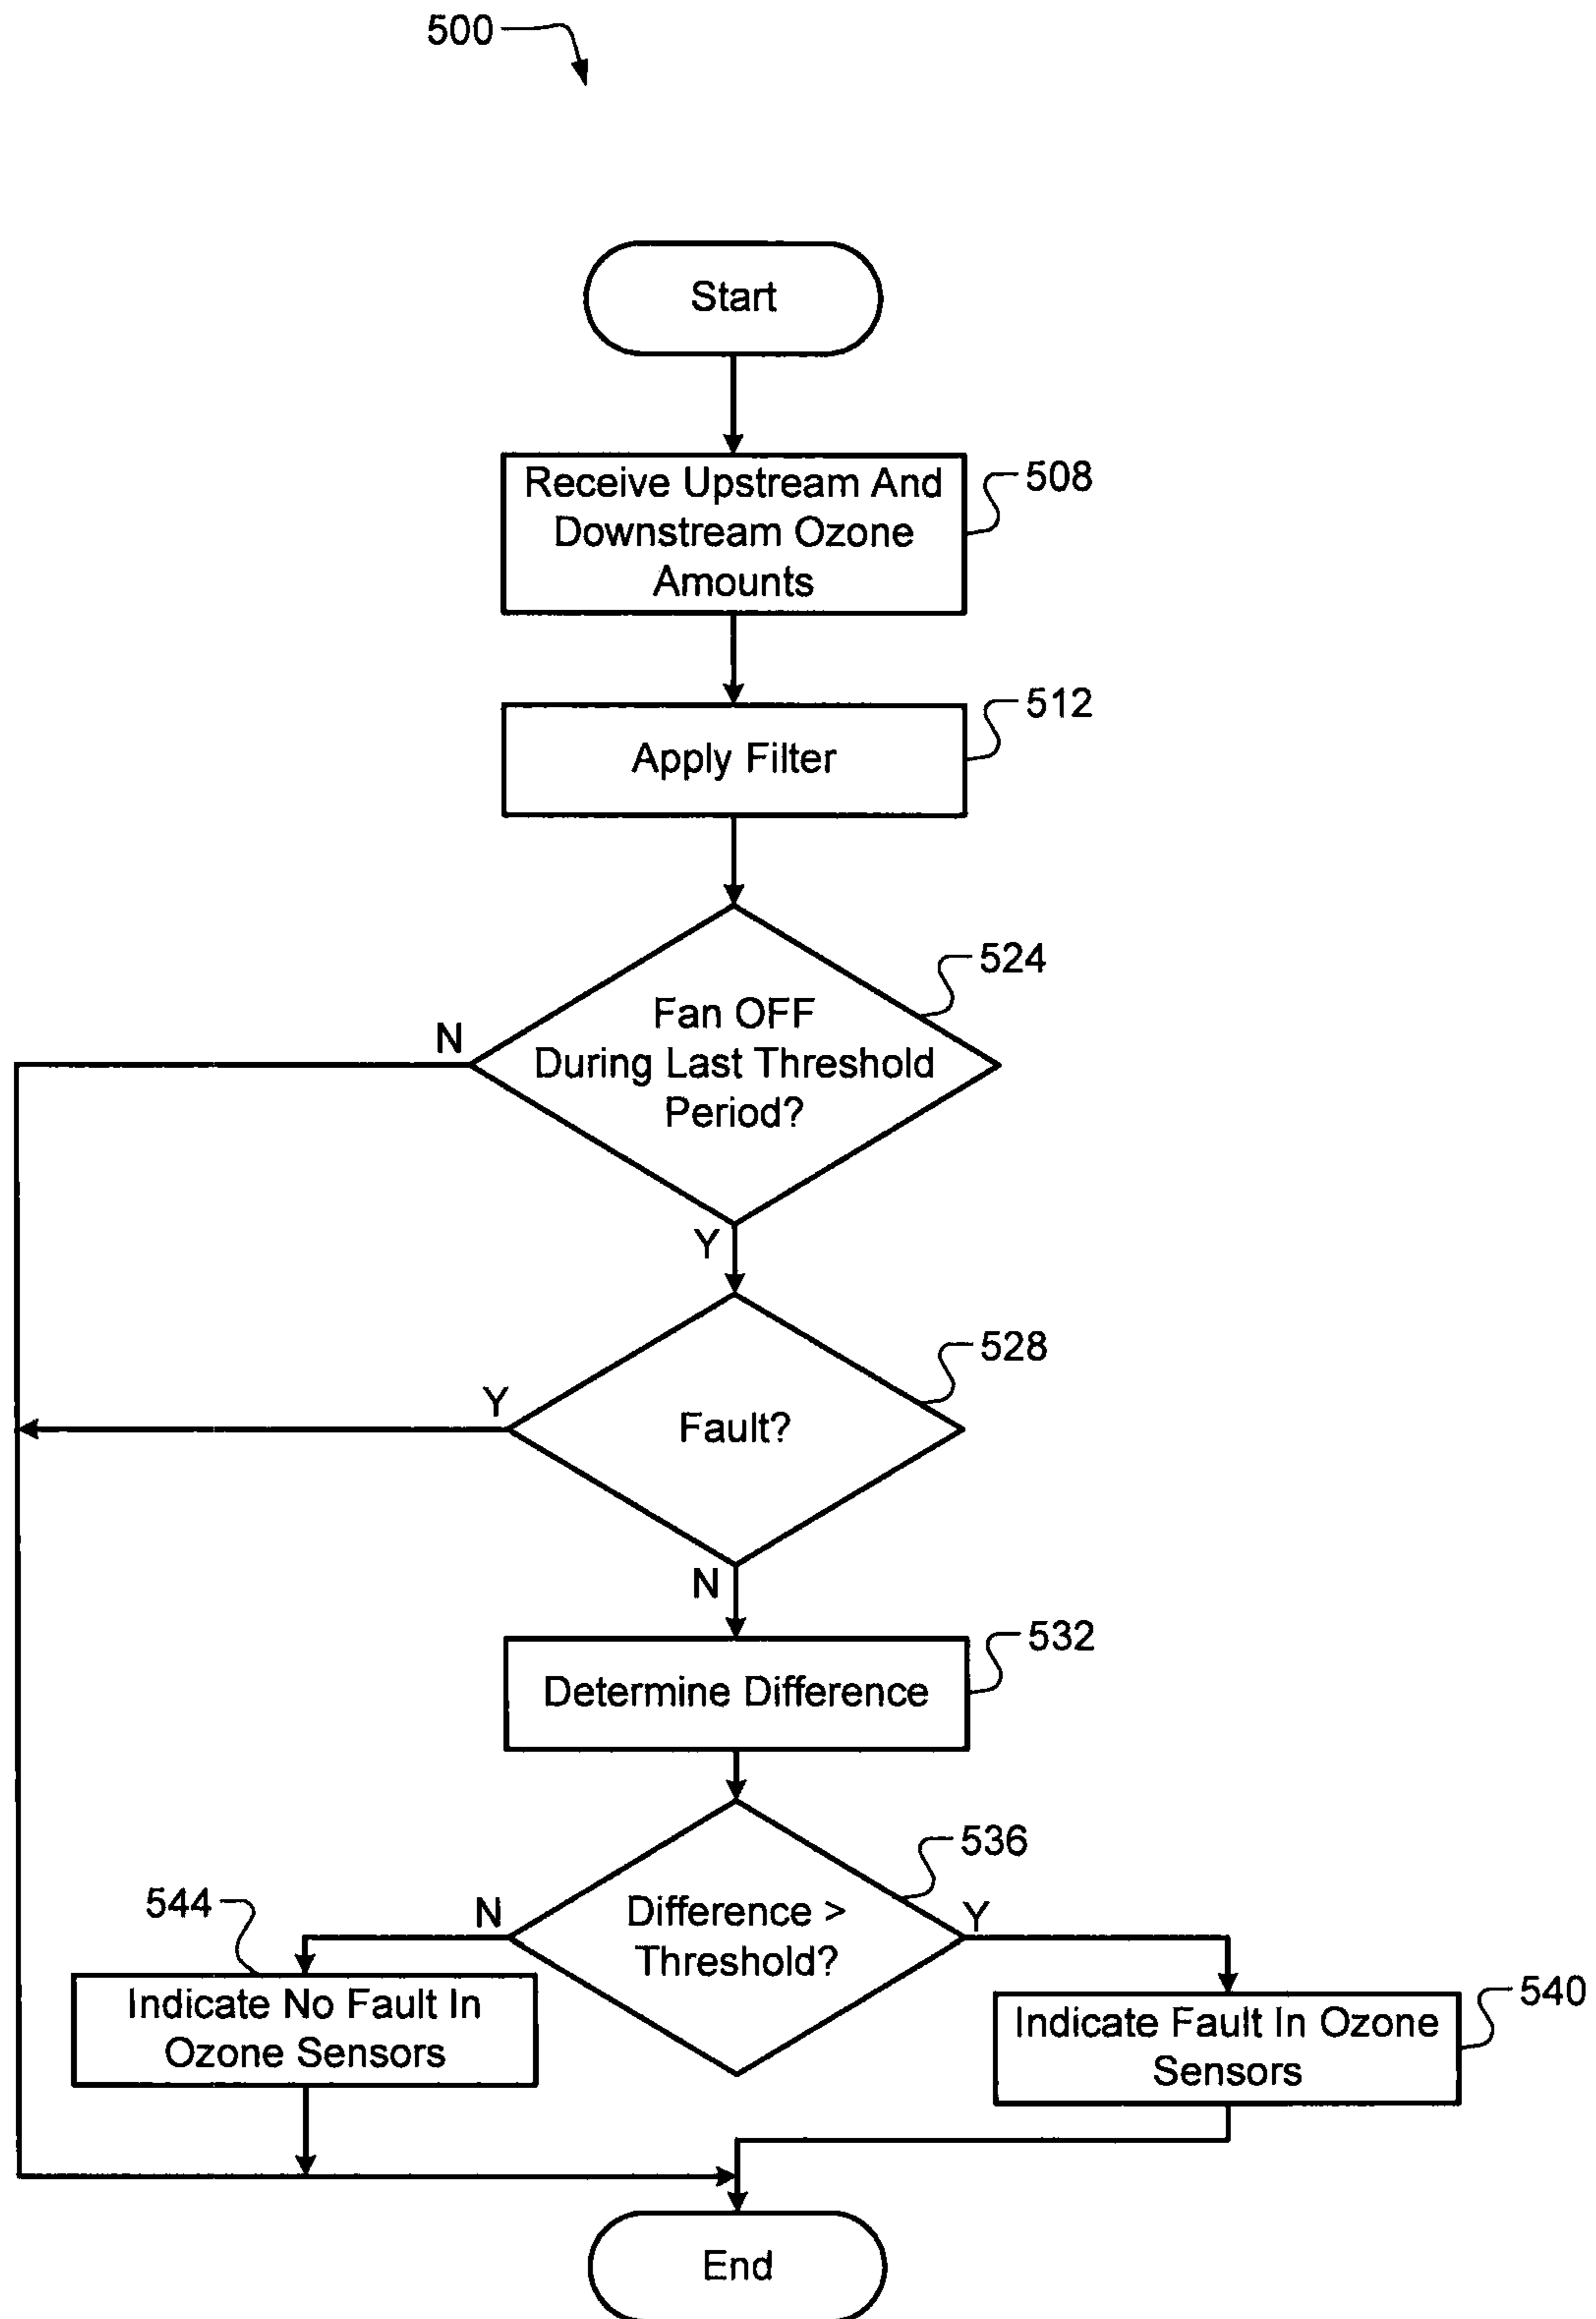 500
Start
Receive Upstream And
Downstream Ozone
Amounts
508
Apply Filter
512
524
Fan OFF
During Last Threshold
Period?
N
Y
528
Fault?
Y
N
532
Determine Difference
536
Difference >
Threshold?
N
Y
544
Indicate No Fault In
Ozone Sensors
540
Indicate Fault In Ozone
Sensors
End